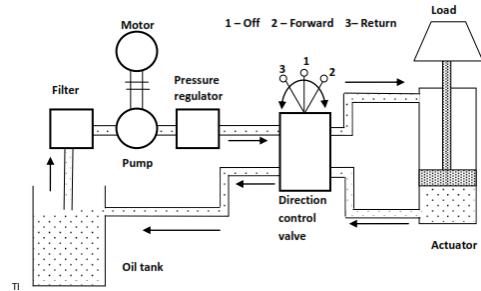 Load
Motor
1 – Off 2 – Forward 3– Return
Filter
Pressure
regulator
3
1
2
Pump
Direction
control
valve
Oil tank
Actuator
TI